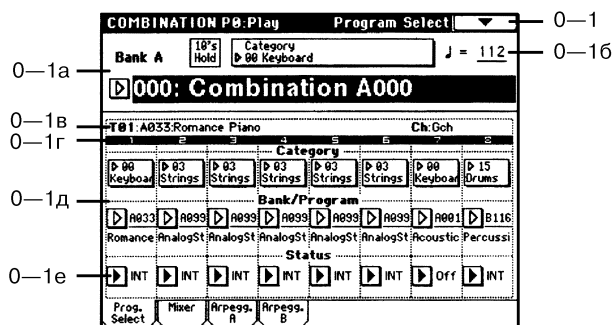 COMBINATION P0:Play Program Select
0—1
Bank A 10's Hold Category 00 Keyboard ♩ = 112
0—1б
0—1а
000: Combination A000
0—1в
T01:A033:Romance Piano Ch:Gch
0—1г
1 2 3 4 5 6 7 8
Category
00 Keyboar 03 Strings 03 Strings 03 Strings 03 Strings 03 Strings 00 Keyboar 15 Drums
0—1д
Bank/Program
A033 A099 A099 A099 A099 A099 A001 B116
Romance AnalogSt AnalogSt AnalogSt AnalogSt AnalogSt Acoustic Percussi
Status
0—1е
INT INT INT INT INT INT Off INT
Prog. Select Mixer Arpegg. A Arpegg. B